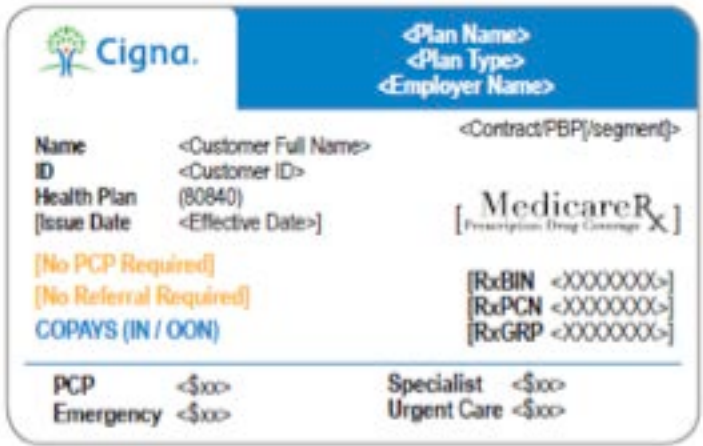 Cigna.
<Plan Name>
<Plan Type>
<Employer Name>
<Contract/PBP[/segment]>
Name <Customer Full Name>
ID <Customer ID>
Health Plan (80840)
[Issue Date <Effective Date>]
[MedicareRx
Prescription Drug Coverage]
[No PCP Required]
[No Referral Required]
COPAYS (IN / OON)
[RxBIN <XXXXXXX>]
[RxPCN <XXXXXXX>]
[RxGRP <XXXXXXX>]
PCP <$xx> Specialist <$xx>
Emergency <$xx> Urgent Care <$xx>